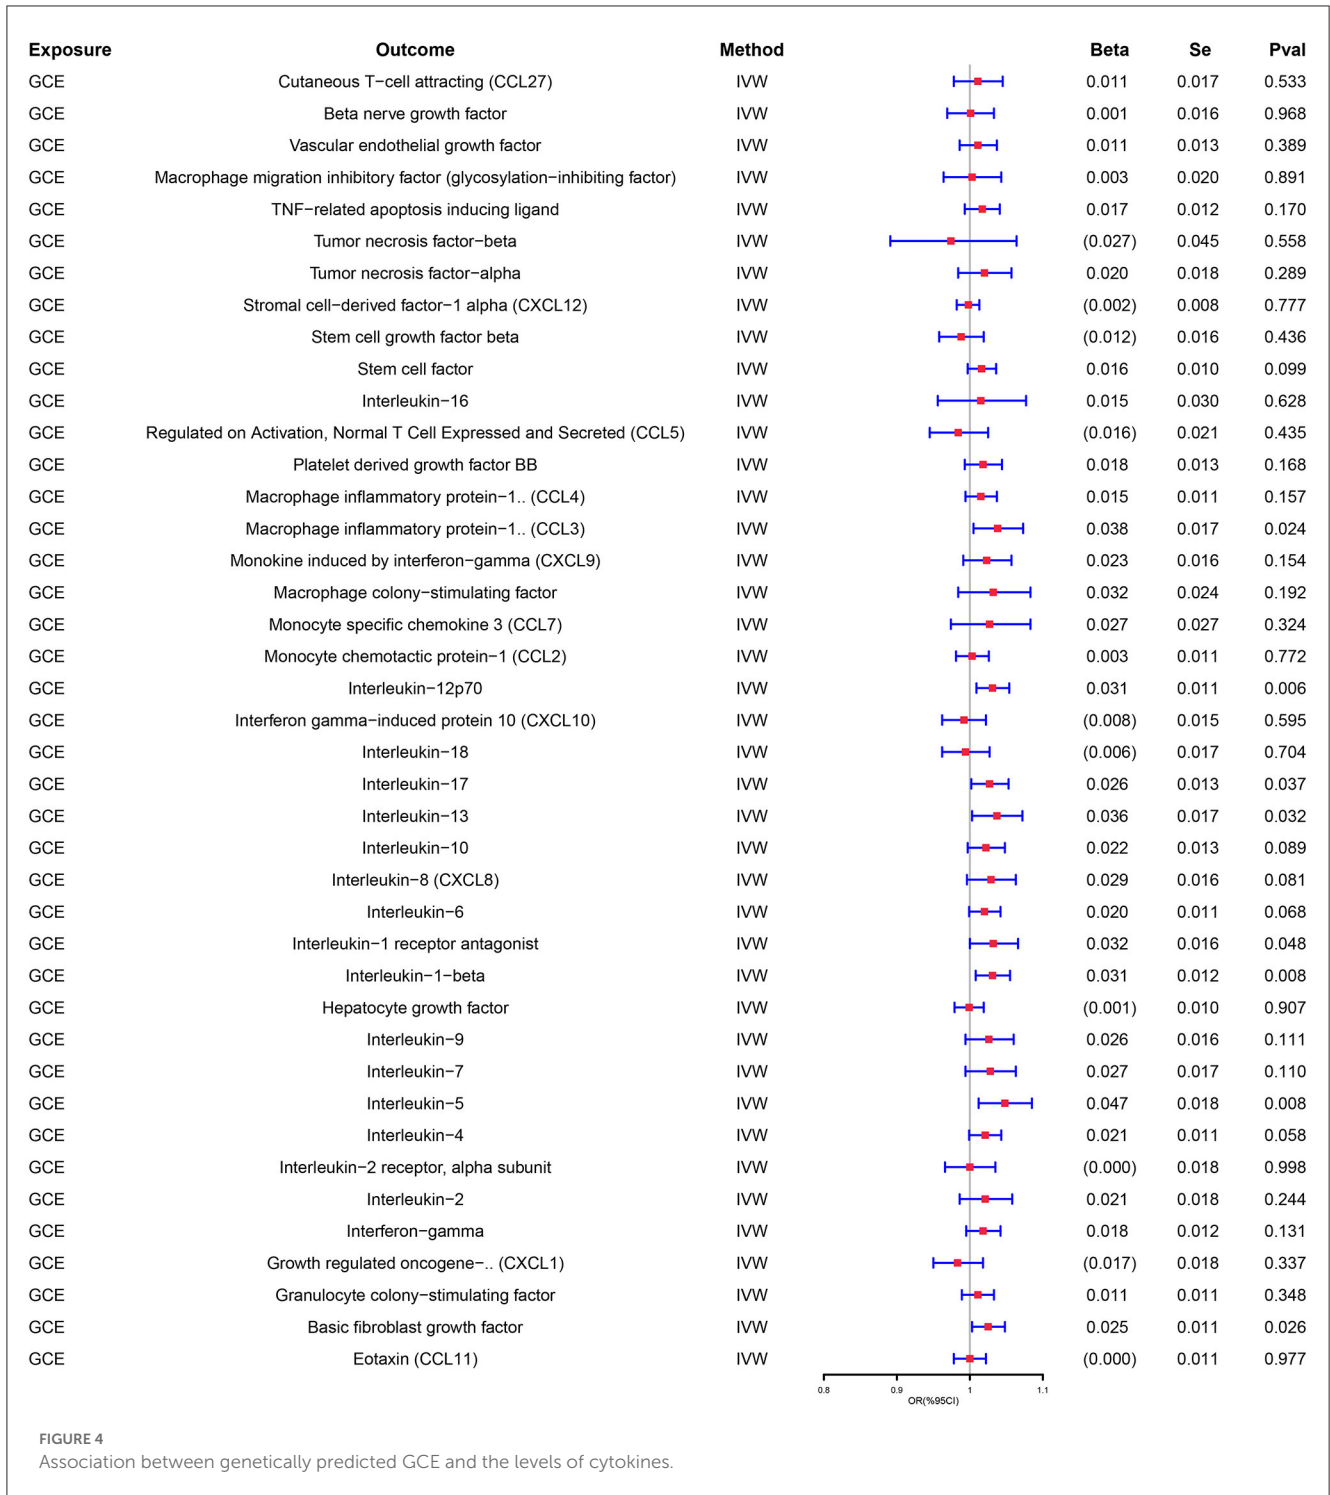 Exposure Outcome Method Beta Se Pval
GCE Cutaneous T−cell attracting (CCL27) IVW 0.011 0.017 0.533
GCE Beta nerve growth factor IVW 0.001 0.016 0.968
GCE Vascular endothelial growth factor IVW 0.011 0.013 0.389
GCE Macrophage migration inhibitory factor (glycosylation−inhibiting factor) IVW 0.003 0.020 0.891
GCE TNF−related apoptosis inducing ligand IVW 0.017 0.012 0.170
GCE Tumor necrosis factor−beta IVW (0.027) 0.045 0.558
GCE Tumor necrosis factor−alpha IVW 0.020 0.018 0.289
GCE Stromal cell−derived factor−1 alpha (CXCL12) IVW (0.002) 0.008 0.777
GCE Stem cell growth factor beta IVW (0.012) 0.016 0.436
GCE Stem cell factor IVW 0.016 0.010 0.099
GCE Interleukin−16 IVW 0.015 0.030 0.628
GCE Regulated on Activation, Normal T Cell Expressed and Secreted (CCL5) IVW (0.016) 0.021 0.435
GCE Platelet derived growth factor BB IVW 0.018 0.013 0.168
GCE Macrophage inflammatory protein−1.. (CCL4) IVW 0.015 0.011 0.157
GCE Macrophage inflammatory protein−1.. (CCL3) IVW 0.038 0.017 0.024
GCE Monokine induced by interferon−gamma (CXCL9) IVW 0.023 0.016 0.154
GCE Macrophage colony−stimulating factor IVW 0.032 0.024 0.192
GCE Monocyte specific chemokine 3 (CCL7) IVW 0.027 0.027 0.324
GCE Monocyte chemotactic protein−1 (CCL2) IVW 0.003 0.011 0.772
GCE Interleukin−12p70 IVW 0.031 0.011 0.006
GCE Interferon gamma−induced protein 10 (CXCL10) IVW (0.008) 0.015 0.595
GCE Interleukin−18 IVW (0.006) 0.017 0.704
GCE Interleukin−17 IVW 0.026 0.013 0.037
GCE Interleukin−13 IVW 0.036 0.017 0.032
GCE Interleukin−10 IVW 0.022 0.013 0.089
GCE Interleukin−8 (CXCL8) IVW 0.029 0.016 0.081
GCE Interleukin−6 IVW 0.020 0.011 0.068
GCE Interleukin−1 receptor antagonist IVW 0.032 0.016 0.048
GCE Interleukin−1−beta IVW 0.031 0.012 0.008
GCE Hepatocyte growth factor IVW (0.001) 0.010 0.907
GCE Interleukin−9 IVW 0.026 0.016 0.111
GCE Interleukin−7 IVW 0.027 0.017 0.110
GCE Interleukin−5 IVW 0.047 0.018 0.008
GCE Interleukin−4 IVW 0.021 0.011 0.058
GCE Interleukin−2 receptor, alpha subunit IVW (0.000) 0.018 0.998
GCE Interleukin−2 IVW 0.021 0.018 0.244
GCE Interferon−gamma IVW 0.018 0.012 0.131
GCE Growth regulated oncogene−.. (CXCL1) IVW (0.017) 0.018 0.337
GCE Granulocyte colony−stimulating factor IVW 0.011 0.011 0.348
GCE Basic fibroblast growth factor IVW 0.025 0.011 0.026
GCE Eotaxin (CCL11) IVW (0.000) 0.011 0.977
0.8 0.9 1 1.1
OR(%95CI)
FIGURE 4
Association between genetically predicted GCE and the levels of cytokines.